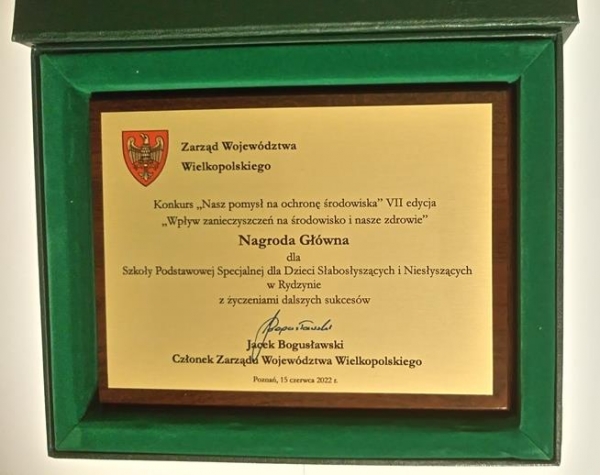 Zarząd Województwa
Wielkopolskiego
Konkurs „Nasz pomysł na ochronę środowiska” VII edycja
„Wpływ zanieczyszczeń na środowisko i nasze zdrowie”
Nagroda Główna
dla
Szkoły Podstawowej Specjalnej dla Dzieci Słabosłyszących i Niesłyszących
w Rydzynie
z życzeniami dalszych sukcesów
Jacek Bogusławski
Członek Zarządu Województwa Wielkopolskiego
Poznań, 15 czerwca 2022 r.